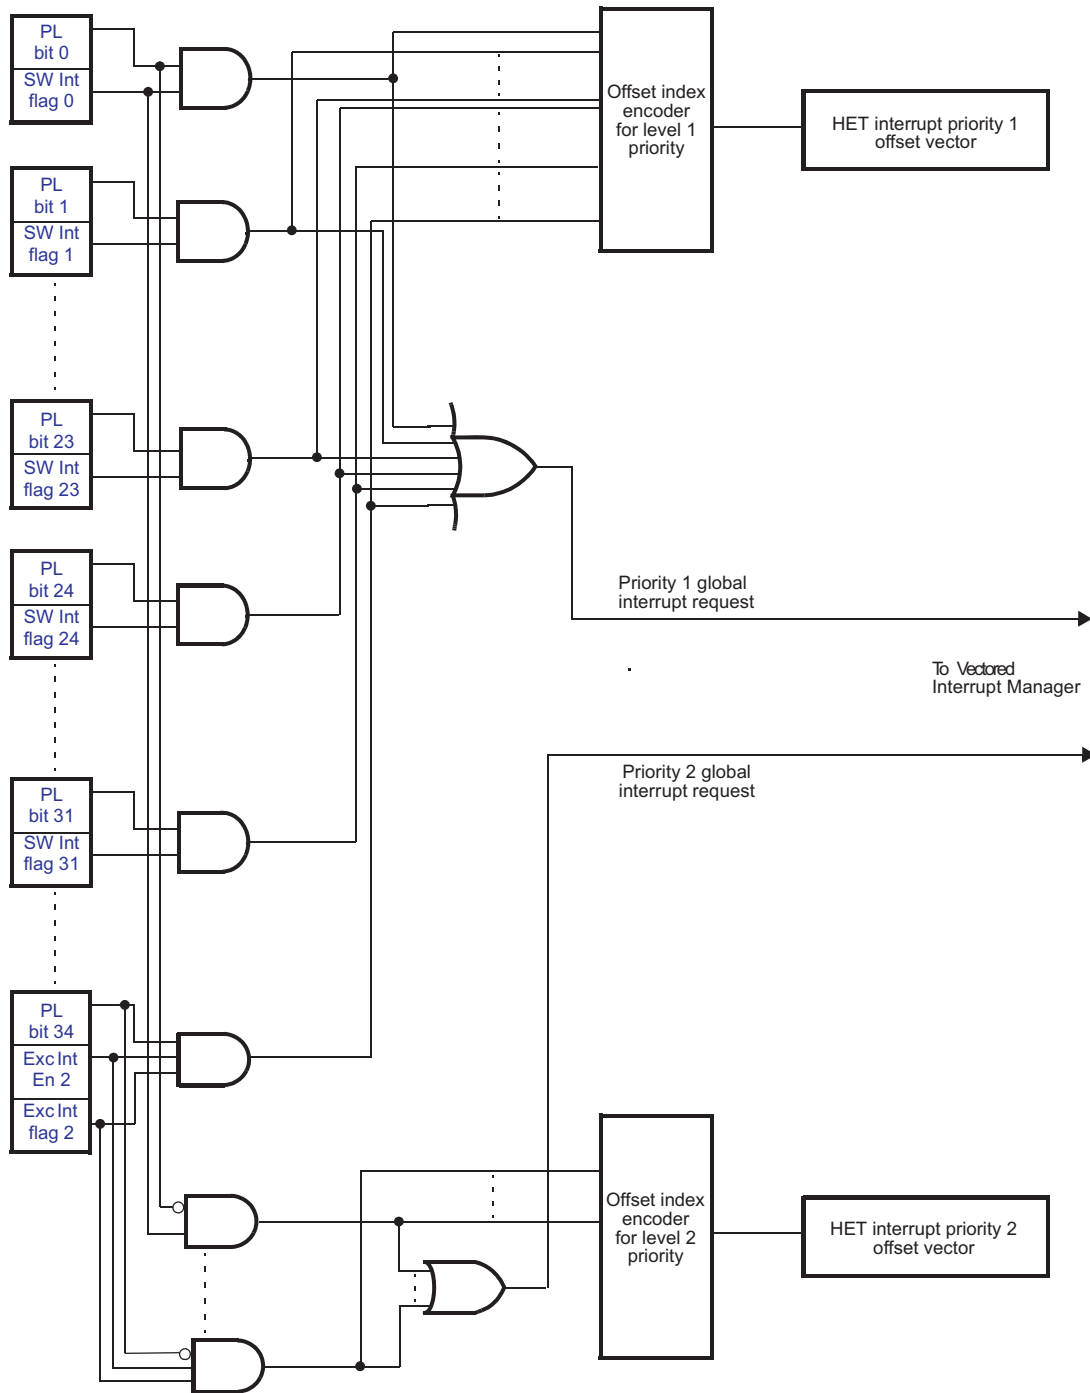 PL
bit 0
SW Int
flag 0
Offset index
encoder
for level 1
priority
HET interrupt priority 1
offset vector
PL
bit 1
SW Int
flag 1
PL
bit 23
SW Int
flag 23
PL
bit 24
SW Int
flag 24
Priority 1 global
interrupt request
To Vectored
Interrupt Manager
Priority 2 global
interrupt request
PL
bit 31
SW Int
flag 31
PL
bit 34
Exc Int
En 2
Exc Int
flag 2
Offset index
encoder
for level 2
priority
HET interrupt priority 2
offset vector